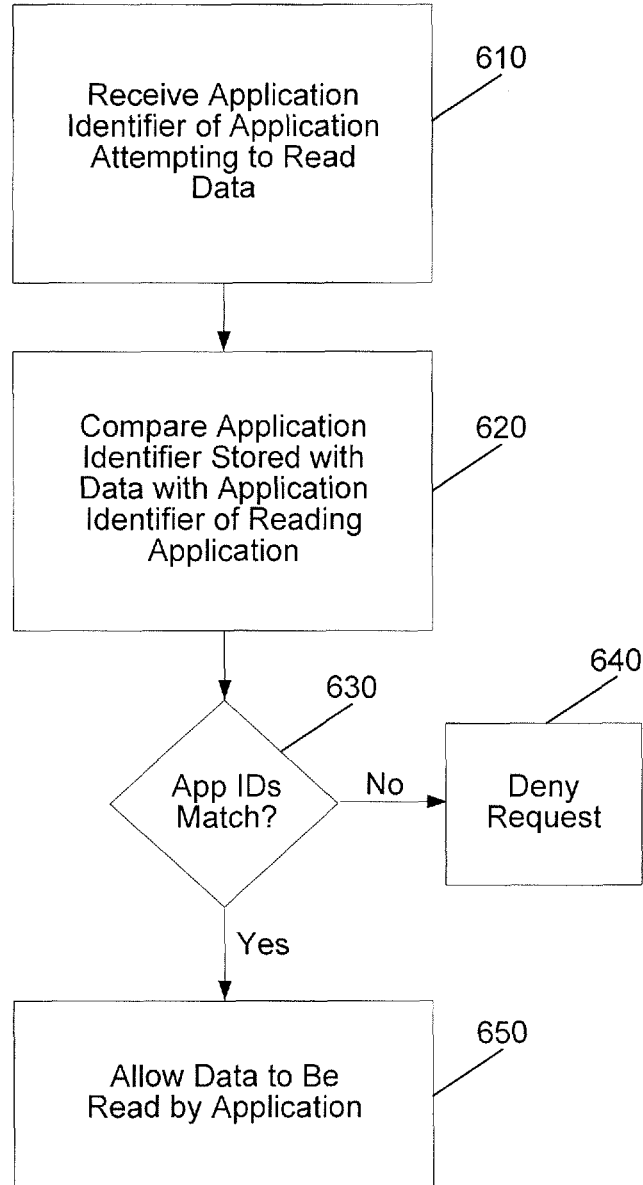 610
Receive Application
Identifier of Application
Attempting to Read
Data
620
Compare Application
Identifier Stored with
Data with Application
Identifier of Reading
Application
630
App IDs
Match?
No
640
Deny
Request
Yes
650
Allow Data to Be
Read by Application